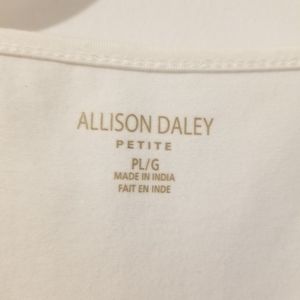 ALLISON DALEY
PETITE
PL/G
MADE IN INDIA
FAIT EN INDE